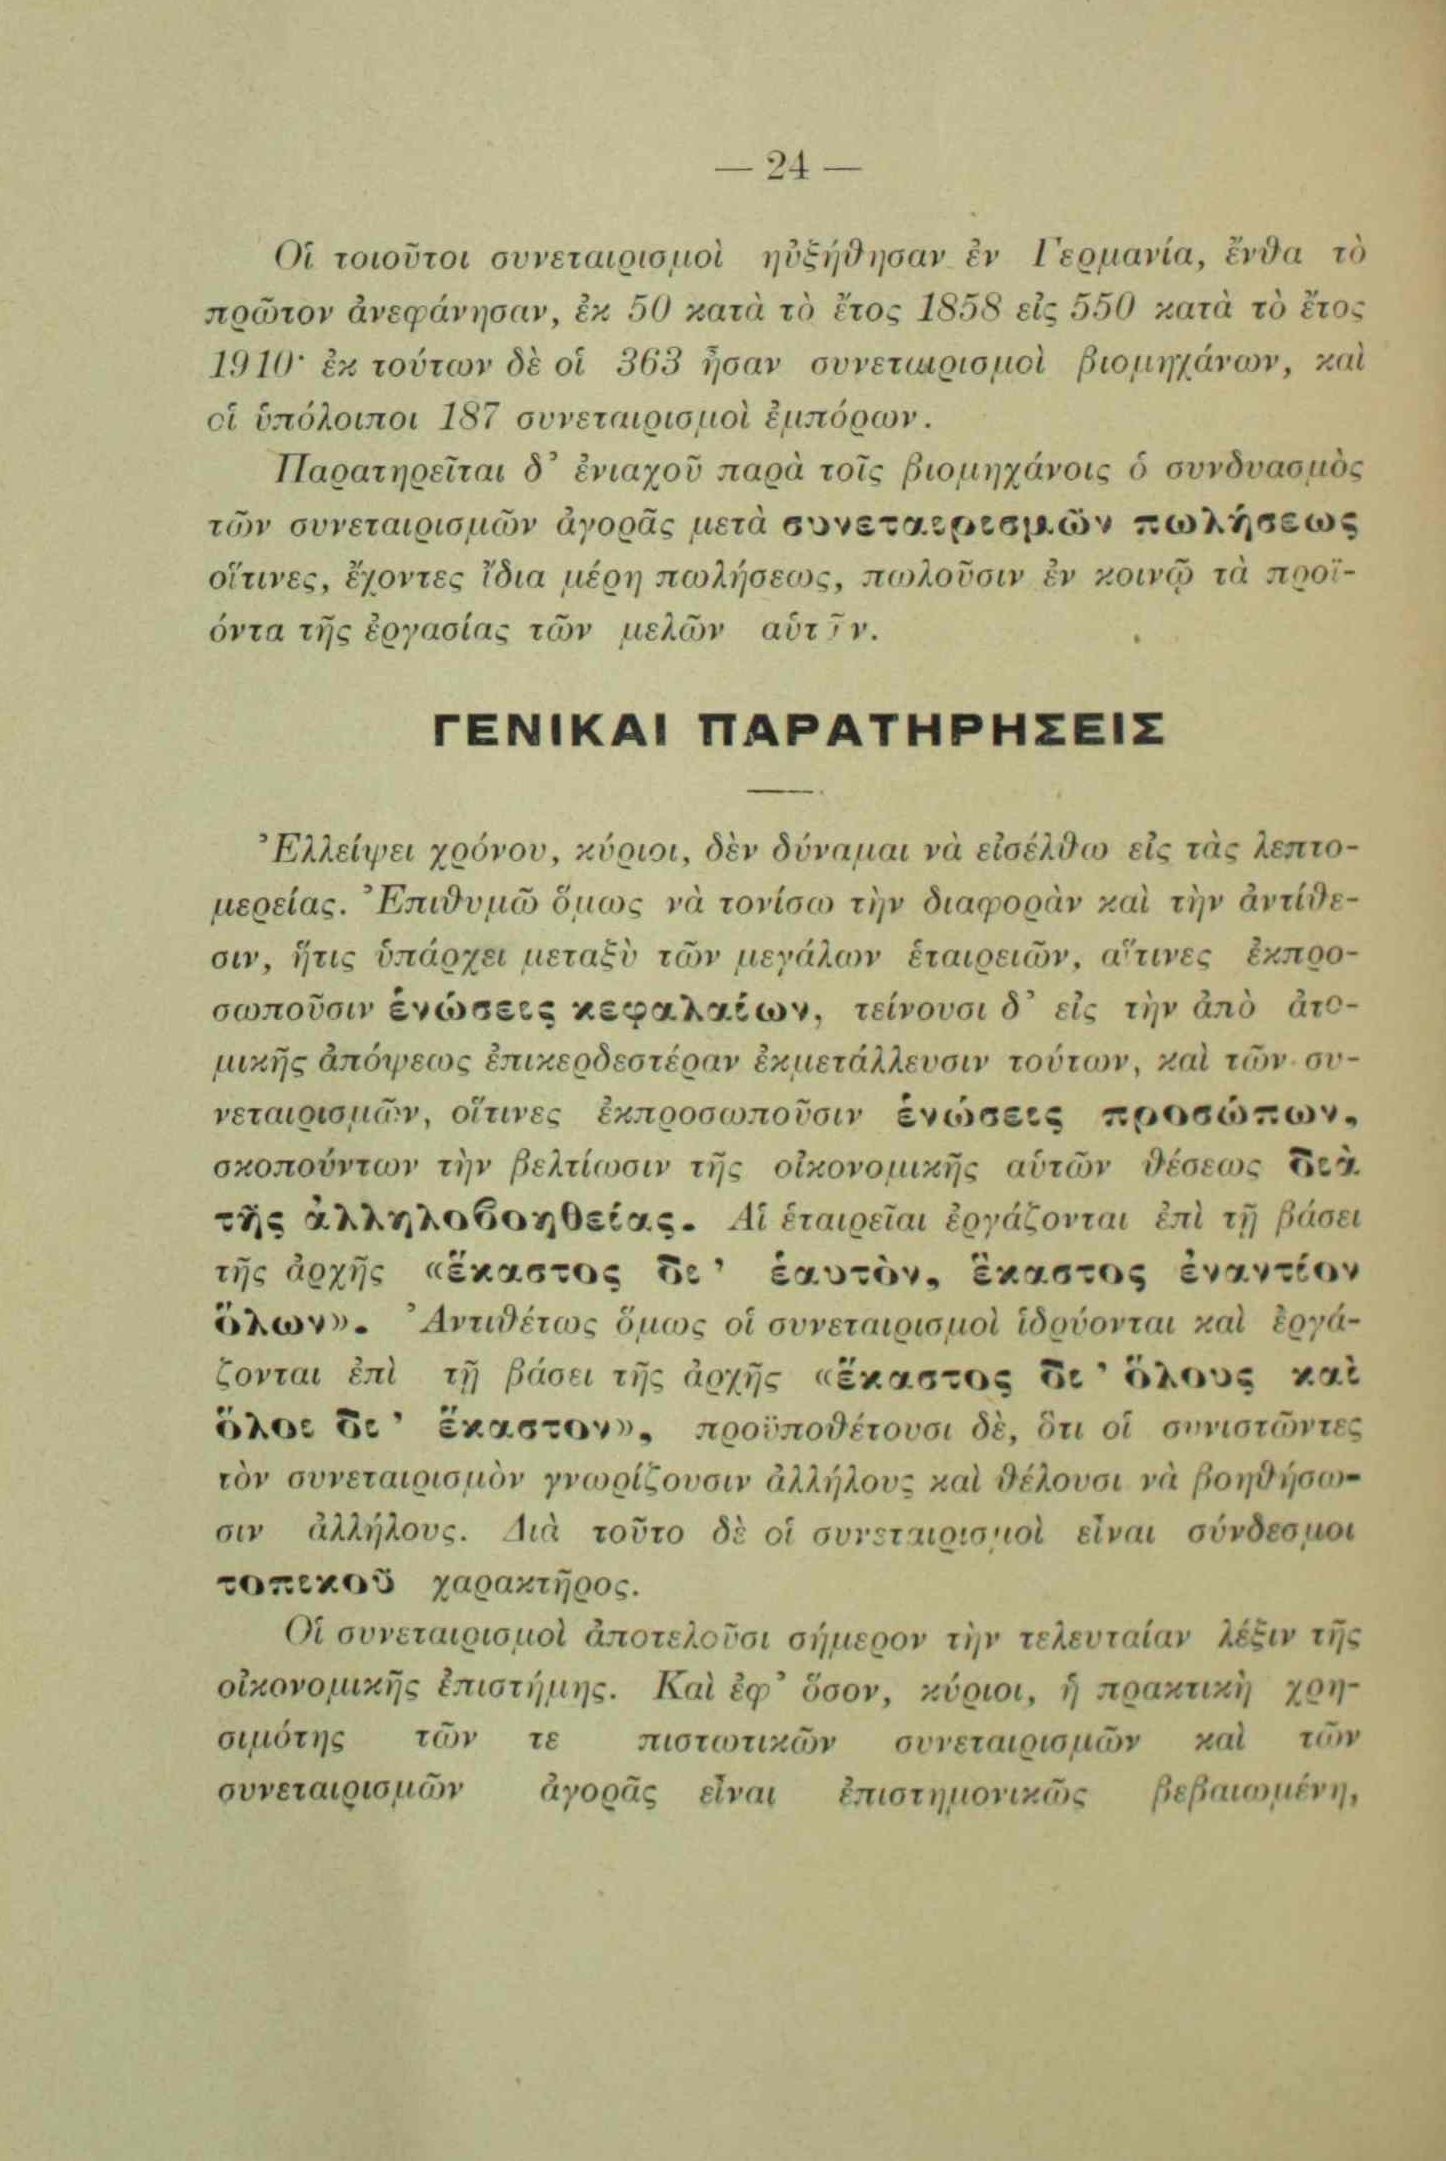 — 24 —
Οἱ τοιοῦτοι συνεταιρισμοὶ ηὐξήθησαν ἐν Γερμανία, ἔνθα τὸ
πρῶτον ἀνεφάνησαν, ἐκ 50 κατὰ τὸ ἔτος 1858 εἰς 550 κατὰ τὸ ἔτος
1910· ἐκ τούτων δὲ οἱ 363 ἦσαν συνεταιρισμοὶ βιομηχάνων, καὶ
οἱ ὑπόλοιποι 187 συνεταιρισμοὶ ἐμπόρων.
Παρατηρεῖται δ' ἐνιαχοῦ παρὰ τοῖς βιομηχάνοις ὁ συνδυασμὸς
τῶν συνεταιρισμῶν ἀγορᾶς μετὰ συνεταιρισμῶν πωλήσεως
οἵτινες, ἔχοντες ἴδια μέρη πωλήσεως, πωλοῦσιν ἐν κοινῷ τὰ προϊ-
όντα τῆς ἐργασίας τῶν μελῶν αὑτῶν.
ΓΕΝΙΚΑΙ ΠΑΡΑΤΗΡΗΣΕΙΣ
Ἐλλείψει χρόνου, κύριοι, δὲν δύναμαι νὰ εἰσέλθω εἰς τὰς λεπτο-
μερείας. Ἐπιθυμῶ ὅμως νὰ τονίσω τὴν διαφορὰν καὶ τὴν ἀντίθε-
σιν, ἥτις ὑπάρχει μεταξὺ τῶν μεγάλων ἑταιρειῶν, αἵτινες ἐκπρο-
σωποῦσιν ἑνώσεις κεφαλαίων, τείνουσι δ' εἰς τὴν ἀπὸ ἀτο-
μικῆς ἀπόψεως ἐπικερδεστέραν ἐκμετάλλευσιν τούτων, καὶ τῶν συ-
νεταιρισμῶν, οἵτινες ἐκπροσωποῦσιν ἑνώσεις προσώπων,
σκοπούντων τὴν βελτίωσιν τῆς οἰκονομικῆς αὑτῶν θέσεως διὰ
τῆς ἀλληλοβοηθείας. Αἱ ἑταιρεῖαι ἐργάζονται ἐπὶ τῇ βάσει
τῆς ἀρχῆς «ἕκαστος δι' ἑαυτὸν, ἕκαστος ἐναντίον
ὅλων». Ἀντιθέτως ὅμως οἱ συνεταιρισμοὶ ἱδρύονται καὶ ἐργά-
ζονται ἐπὶ τῇ βάσει τῆς ἀρχῆς «ἕκαστος δι' ὅλους καὶ
ὅλοι δι' ἕκαστον», προϋποθέτουσι δὲ, ὅτι οἱ συνιστῶντες
τὸν συνεταιρισμὸν γνωρίζουσιν ἀλλήλους καὶ θέλουσι νὰ βοηθήσω-
σιν ἀλλήλους. Διὰ τοῦτο δὲ οἱ συνεταιρισμοὶ εἶναι σύνδεσμοι
τοπικοῦ χαρακτῆρος.
Οἱ συνεταιρισμοὶ ἀποτελοῦσι σήμερον τὴν τελευταίαν λέξιν τῆς
οἰκονομικῆς ἐπιστήμης. Καὶ ἐφ' ὅσον, κύριοι, ἡ πρακτικὴ χρη-
σιμότης τῶν τε πιστωτικῶν συνεταιρισμῶν καὶ τῶν
συνεταιρισμῶν ἀγορᾶς εἶναι ἐπιστημονικῶς βεβαιωμένη,